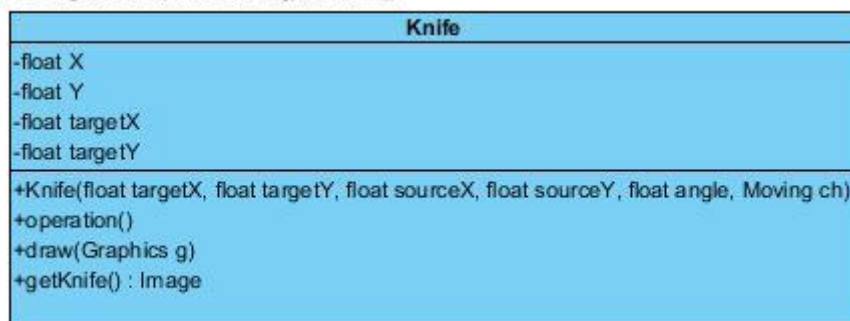 Knife
-float X
-float Y
-float targetX
-float targetY
+Knife(float targetX, float targetY, float sourceX, float sourceY, float angle, Moving ch)
+operation()
+draw(Graphics g)
+getKnife() : Image